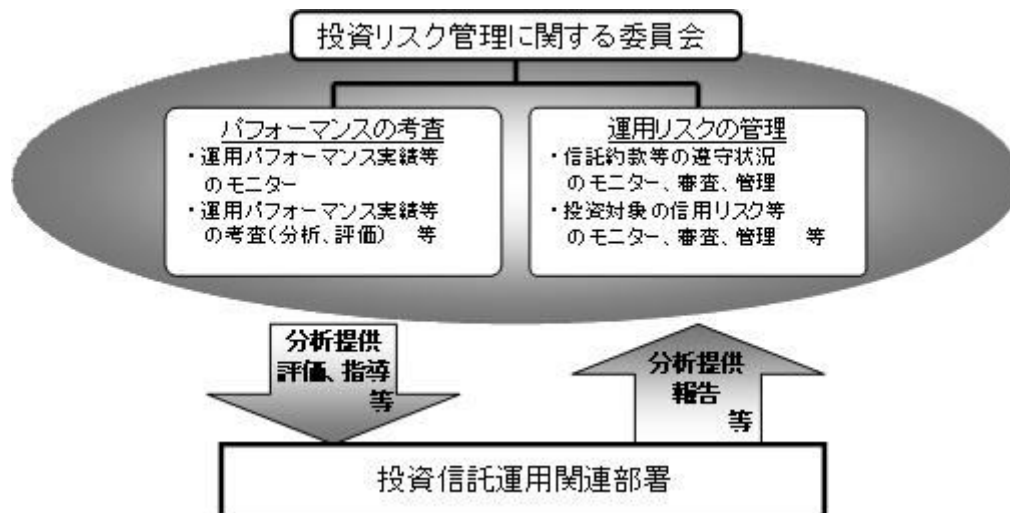 投資リスク管理に関する委員会
パフォーマンスの考査
・運用パフォーマンス実績等
のモニター
・運用パフォーマンス実績等
の考査(分析、評価)　等
運用リスクの管理
・信託約款等の遵守状況
のモニター、審査、管理
・投資対象の信用リスク等
のモニター、審査、管理　等
分析提供
評価、指導
等
分析提供
報告
等
投資信託運用関連部署